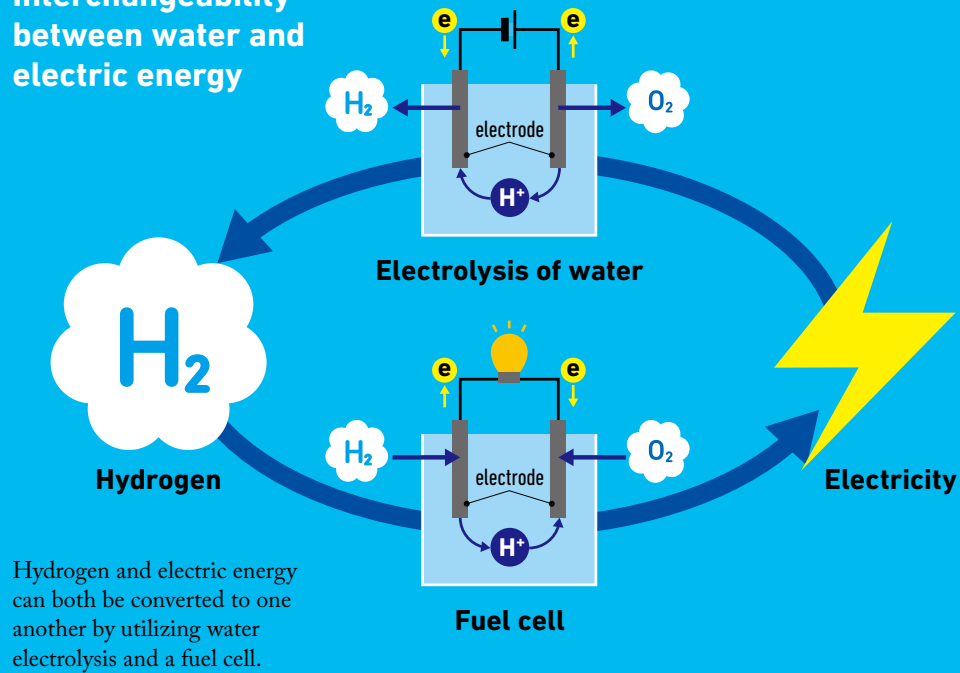 Interchangeability
between water and
electric energy
e
e
H₂
O₂
electrode
H⁺
Electrolysis of water
H₂
Hydrogen
Electricity
e
e
H₂
O₂
electrode
H⁺
Fuel cell
Hydrogen and electric energy
can both be converted to one
another by utilizing water
electrolysis and a fuel cell.